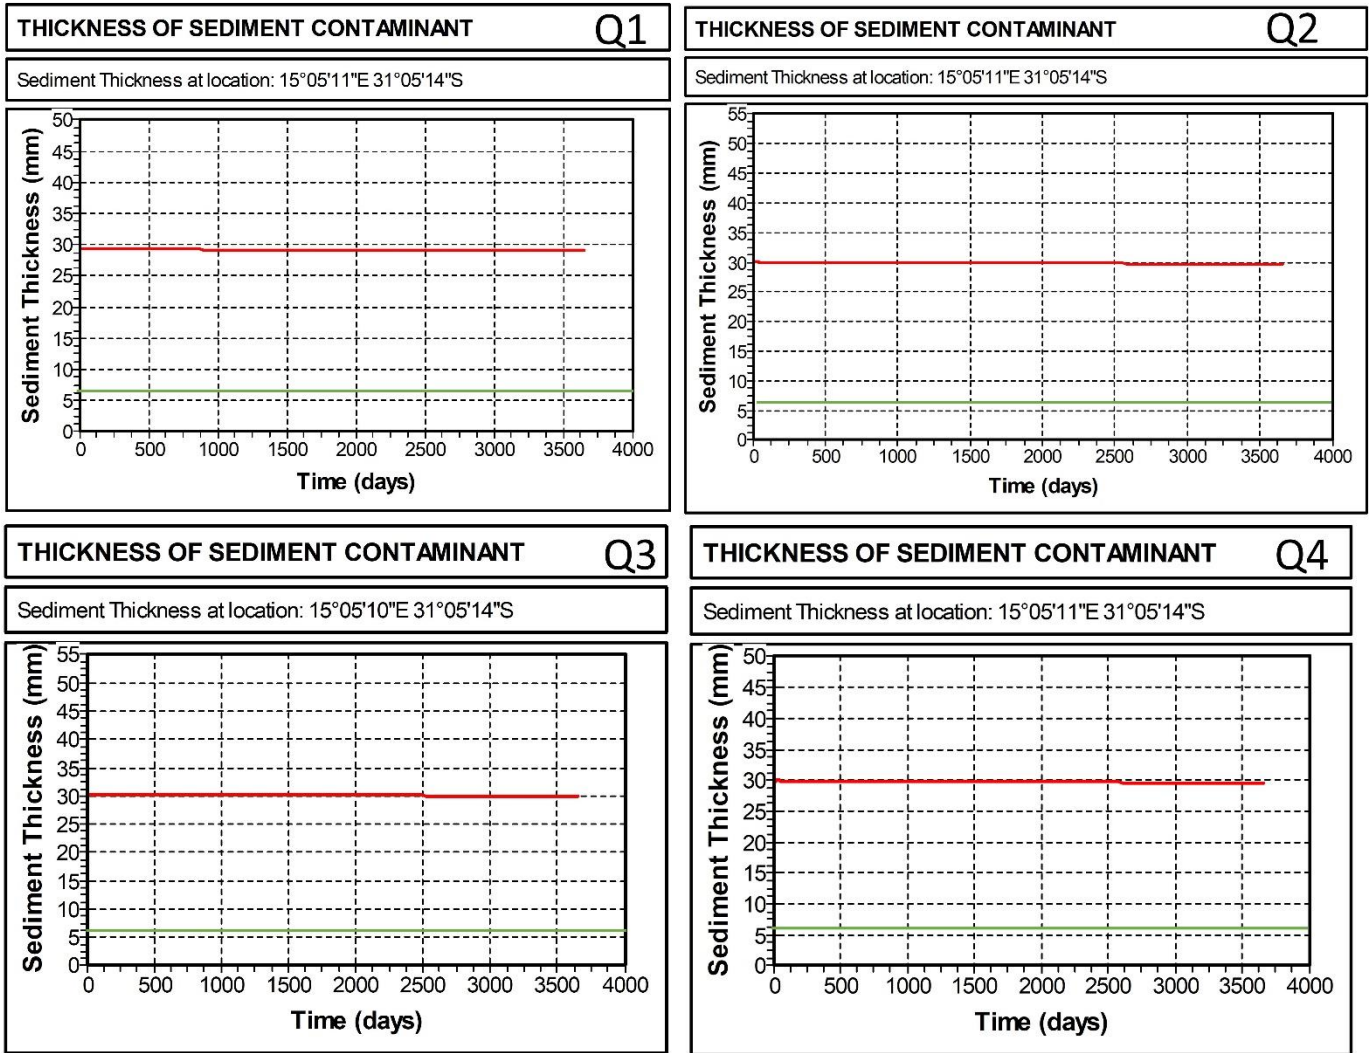 THICKNESS OF SEDIMENT CONTAMINANT Q1
Sediment Thickness at location: 15°05'11"E 31°05'14"S
Sediment Thickness (mm)
50
45
40
35
30
25
20
15
10
5
0
0 500 1000 1500 2000 2500 3000 3500 4000
Time (days)
THICKNESS OF SEDIMENT CONTAMINANT Q2
Sediment Thickness at location: 15°05'11"E 31°05'14"S
Sediment Thickness (mm)
55
50
45
40
35
30
25
20
15
10
5
0
0 500 1000 1500 2000 2500 3000 3500 4000
Time (days)
THICKNESS OF SEDIMENT CONTAMINANT Q3
Sediment Thickness at location: 15°05'10"E 31°05'14"S
Sediment Thickness (mm)
55
50
45
40
35
30
25
20
15
10
5
0
0 500 1000 1500 2000 2500 3000 3500 4000
Time (days)
THICKNESS OF SEDIMENT CONTAMINANT Q4
Sediment Thickness at location: 15°05'11"E 31°05'14"S
Sediment Thickness (mm)
50
45
40
35
30
25
20
15
10
5
0
0 500 1000 1500 2000 2500 3000 3500 4000
Time (days)